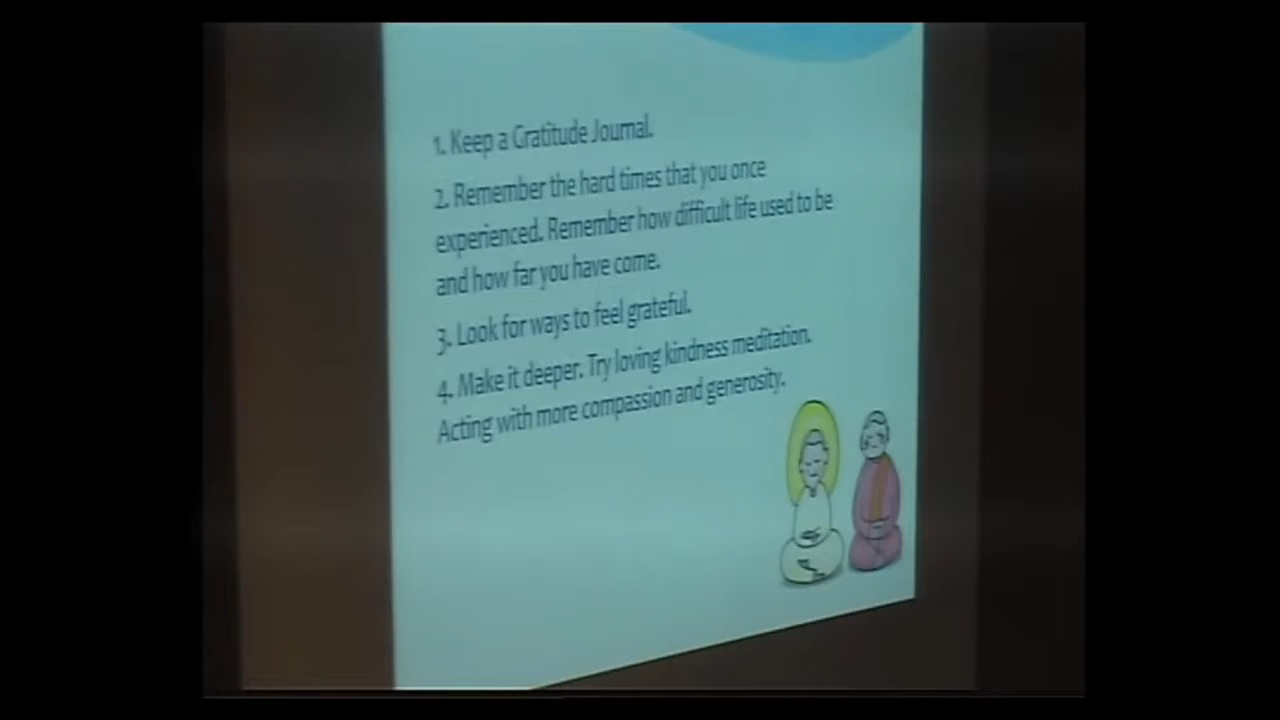 1. Keep a Gratitude Journal.
2. Remember the hard times that you once
experienced. Remember how difficult life used to be
and how far you have come.
3. Look for ways to feel grateful.
4. Make it deeper. Try loving kindness meditation.
Acting with more compassion and generosity.